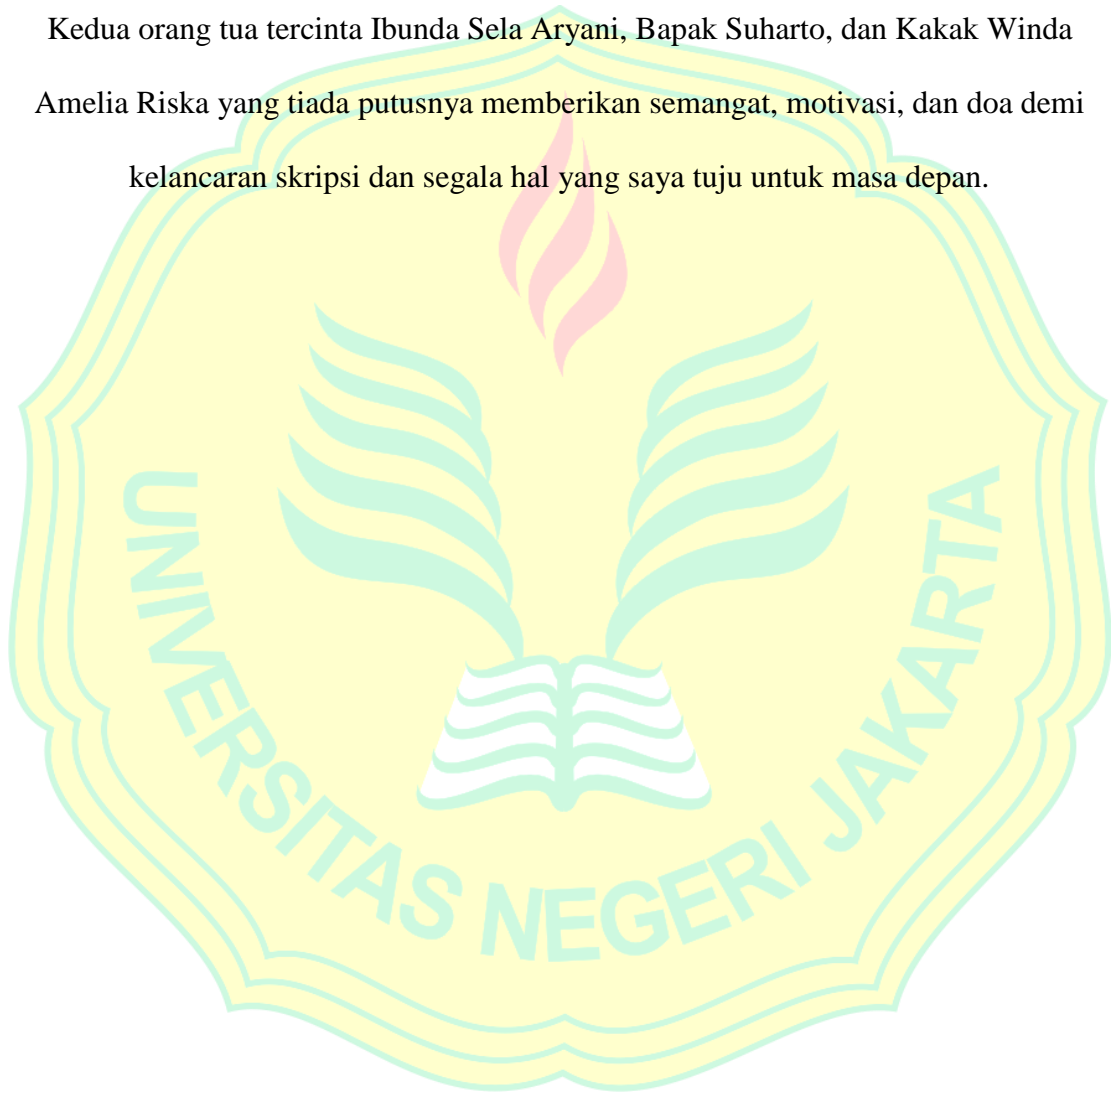 Kedua orang tua tercinta Ibunda Sela Aryani, Bapak Suharto, dan Kakak Winda
Amelia Riska yang tiada putusnya memberikan semangat, motivasi, dan doa demi
kelancaran skripsi dan segala hal yang saya tuju untuk masa depan.
UNIVERSITAS NEGERI JAKARTA